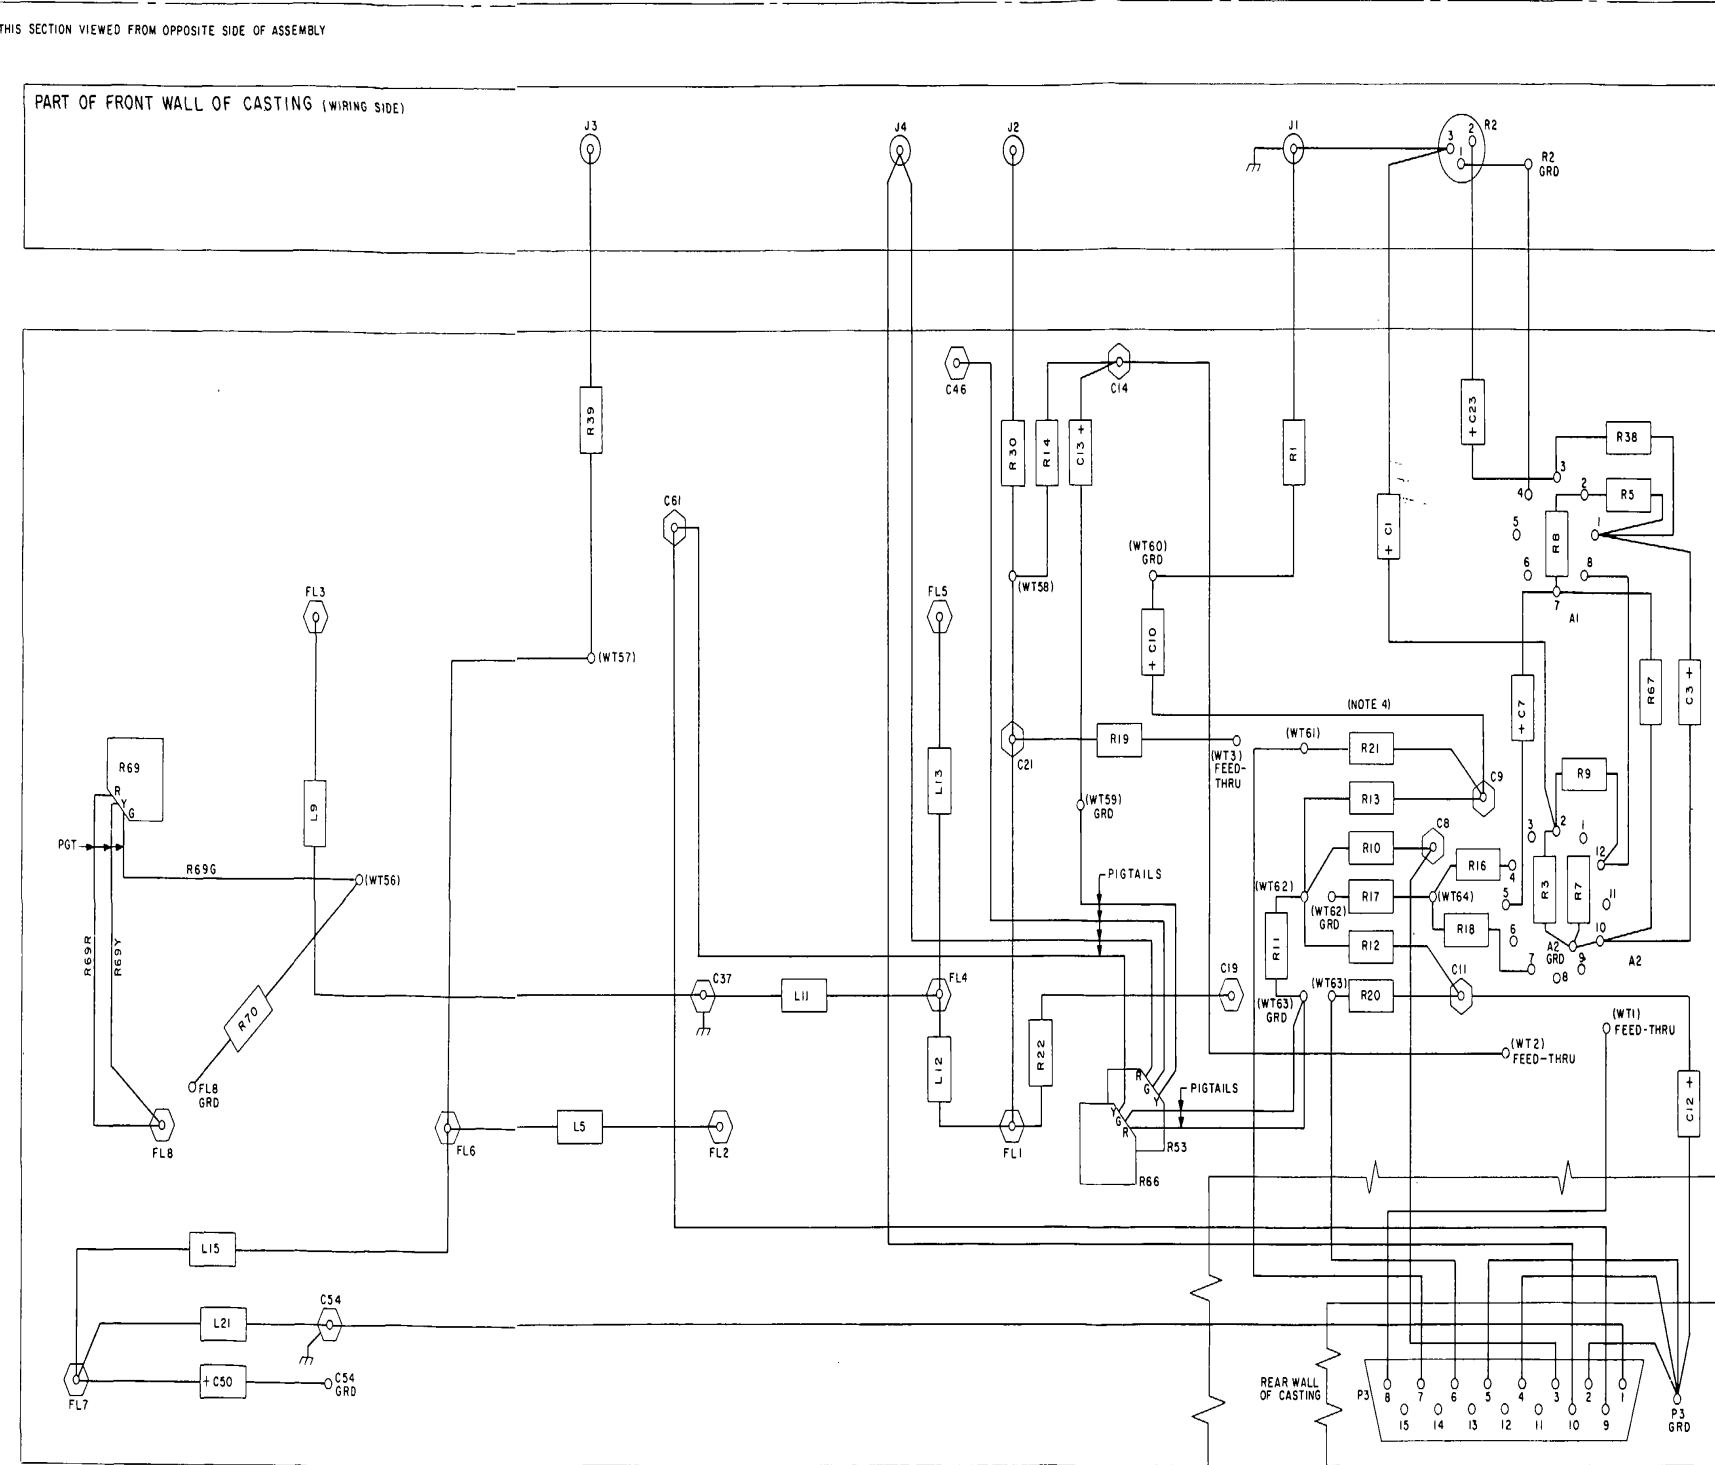 THIS SECTION VIEWED FROM OPPOSITE SIDE OF ASSEMBLY
PART OF FRONT WALL OF CASTING (WIRING SIDE)
J3
J4
J2
J1
3
2
1
R2
R2
GRD
C46
C14
R39
R30
R14
C13 +
R1
+ C23
R38
3
4
2
R5
C61
5
1
+ C1
R8
(WT60)
GRD
6
8
(WT58)
7
A1
FL3
FL5
+ C10
(WT57)
R67
C3 +
+ C7
(NOTE 4)
(WT61)
R21
R19
C21
(WT3)
FEED-
THRU
R69
R
Y
G
L9
L13
C9
R9
R13
(WT59)
GRD
C8
3
2
1
PGT
R10
12
R16
4
R69G
(WT56)
PIGTAILS
(WT62)
R17
(WT64)
5
R3
R7
11
(WT62)
GRD
R18
6
10
R69R
R69Y
R11
R12
A2
GRD
9
A2
7
8
C37
L11
FL4
C19
(WT63)
GRD
(WT63)
R20
C11
(WT1)
FEED-THRU
R70
(WT2)
FEED-THRU
L12
R22
FL8
GRD
R
G
Y
PIGTAILS
C12 +
Y
G
R
FL8
FL6
L5
FL2
FL1
R53
R66
L15
C54
L21
+ C50
C54
GRD
FL7
REAR WALL
OF CASTING
P3
8
7
6
5
4
3
2
1
15
14
13
12
11
10
9
P3
GRD